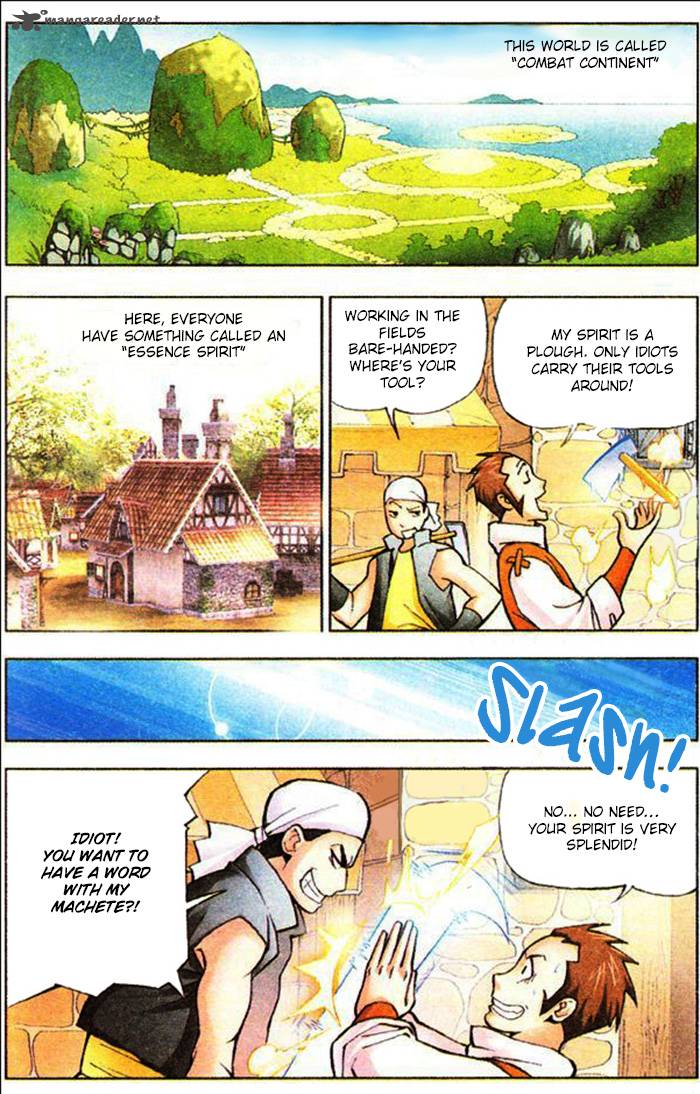 mangareader.net
THIS WORLD IS CALLED
"COMBAT CONTINENT"
HERE, EVERYONE
HAVE SOMETHING CALLED AN
"ESSENCE SPIRIT"
WORKING IN THE
FIELDS
BARE-HANDED?
WHERE'S YOUR
TOOL?
MY SPIRIT IS A
PLOUGH. ONLY IDIOTS
CARRY THEIR TOOLS
AROUND!
Slash!
IDIOT!
YOU WANT TO
HAVE A WORD
WITH MY
MACHETE?!
NO... NO NEED...
YOUR SPIRIT IS VERY
SPLENDID!